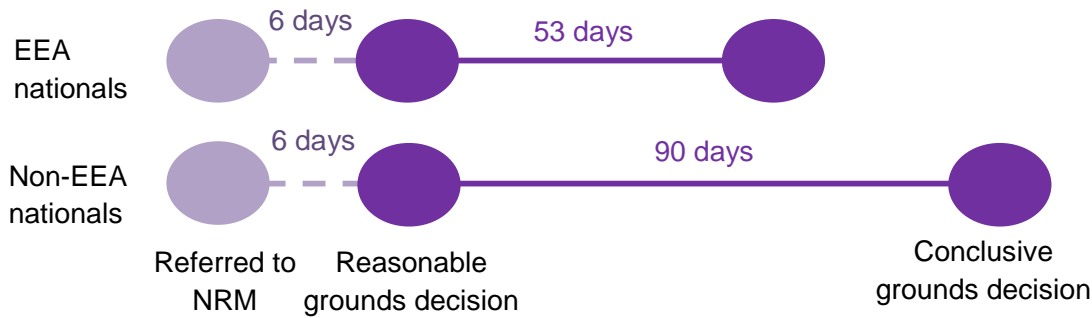 6 days
53 days
EEA
nationals
6 days
90 days
Non-EEA
nationals
Referred to
NRM
Reasonable
grounds decision
Conclusive
grounds decision